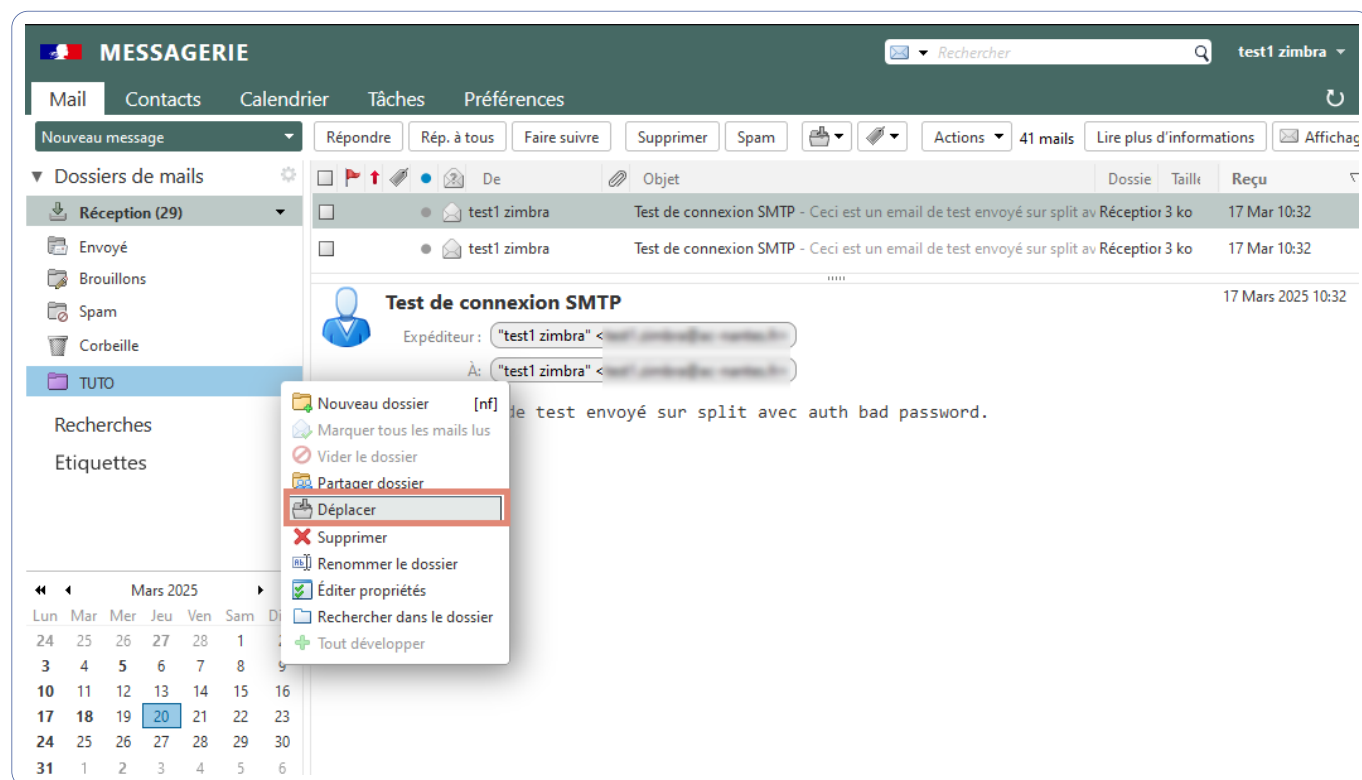 MESSAGERIE
Rechercher
test1 zimbra
Mail Contacts Calendrier Tâches Préférences
Nouveau message
Répondre Rép. à tous Faire suivre Supprimer Spam Actions 41 mails Lire plus d'informations Affichag
Dossiers de mails
De Objet Dossie Taille Reçu
Réception (29)
test1 zimbra Test de connexion SMTP - Ceci est un email de test envoyé sur split av Réception 3 ko 17 Mar 10:32
Envoyé
test1 zimbra Test de connexion SMTP - Ceci est un email de test envoyé sur split av Réception 3 ko 17 Mar 10:32
Brouillons
Spam
Corbeille
TUTO
Recherches
Etiquettes
Test de connexion SMTP
17 Mars 2025 10:32
Expéditeur : "test1 zimbra" <
À: "test1 zimbra" <
de test envoyé sur split avec auth bad password.
Nouveau dossier [nf]
Marquer tous les mails lus
Vider le dossier
Partager dossier
Déplacer
Supprimer
Renommer le dossier
Éditer propriétés
Rechercher dans le dossier
Tout développer
Mars 2025
Lun Mar Mer Jeu Ven Sam Di
24 25 26 27 28 1 2
3 4 5 6 7 8 9
10 11 12 13 14 15 16
17 18 19 20 21 22 23
24 25 26 27 28 29 30
31 1 2 3 4 5 6